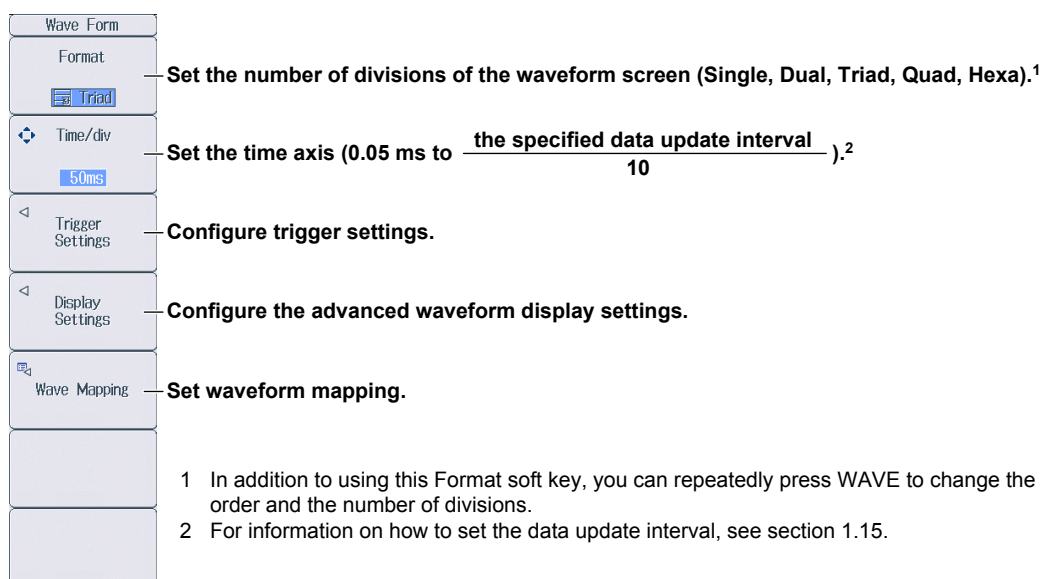 Wave Form
Format
Triad
Set the number of divisions of the waveform screen (Single, Dual, Triad, Quad, Hexa).1
Time/div
50ms
Set the time axis (0.05 ms to the specified data update interval / 10 ).2
Trigger
Settings
Configure trigger settings.
Display
Settings
Configure the advanced waveform display settings.
Wave Mapping
Set waveform mapping.
1 In addition to using this Format soft key, you can repeatedly press WAVE to change the
order and the number of divisions.
2 For information on how to set the data update interval, see section 1.15.